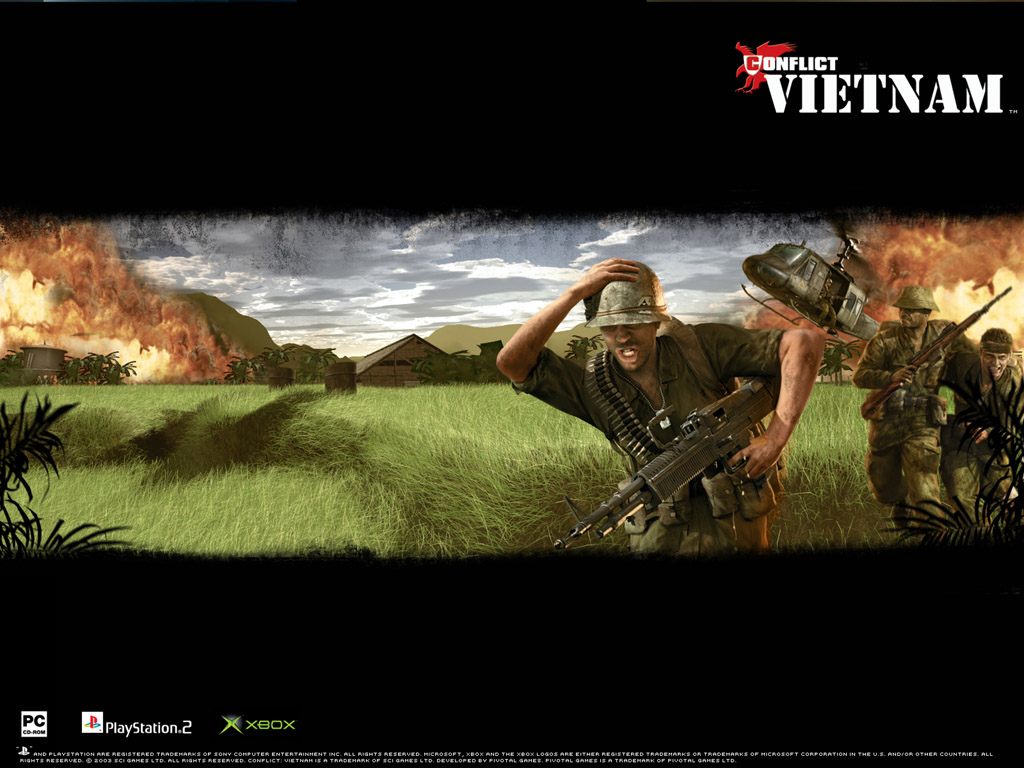 CONFLICT
VIETNAM ™
PC
CD-ROM
PlayStation.2
XBOX
"PS" AND PLAYSTATION ARE REGISTERED TRADEMARKS OF SONY COMPUTER ENTERTAINMENT INC. ALL RIGHTS RESERVED. MICROSOFT, XBOX AND THE XBOX LOGOS ARE EITHER REGISTERED TRADEMARKS OR TRADEMARKS OF MICROSOFT CORPORATION IN THE U.S. AND/OR OTHER COUNTRIES. ALL
RIGHTS RESERVED. © 2003 SCI GAMES LTD. ALL RIGHTS RESERVED. CONFLICT: VIETNAM IS A TRADEMARK OF SCI GAMES LTD. DEVELOPED BY PIVOTAL GAMES. PIVOTAL GAMES IS A TRADEMARK OF PIVOTAL GAMES LTD.